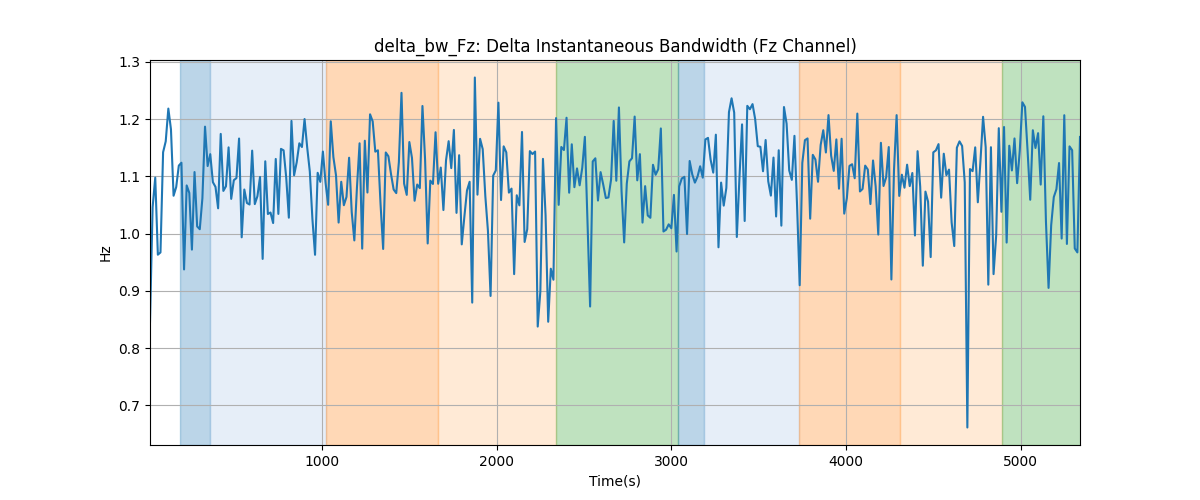 delta_bw_Fz: Delta Instantaneous Bandwidth (Fz Channel)
1.3
1.2
1.1
1.0
0.9
0.8
0.7
Hz
1000 2000 3000 4000 5000
Time(s)